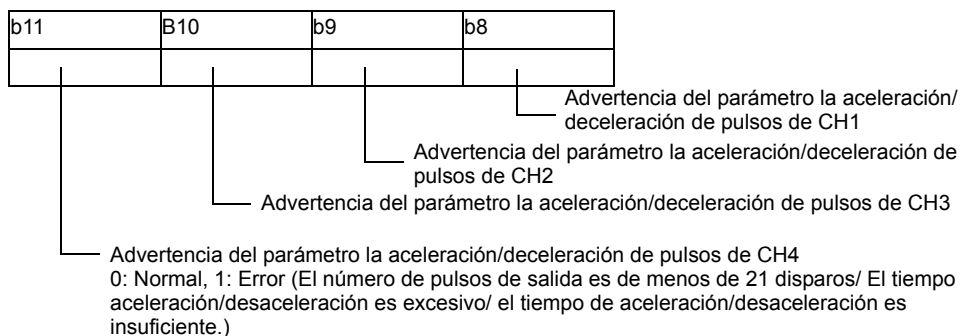 b11 B10 b9 b8
Advertencia del parámetro la aceleración/
deceleración de pulsos de CH1
Advertencia del parámetro la aceleración/deceleración de
pulsos de CH2
Advertencia del parámetro la aceleración/deceleración de pulsos de CH3
Advertencia del parámetro la aceleración/deceleración de pulsos de CH4
0: Normal, 1: Error (El número de pulsos de salida es de menos de 21 disparos/ El tiempo
aceleración/desaceleración es excesivo/ el tiempo de aceleración/desaceleración es
insuficiente.)